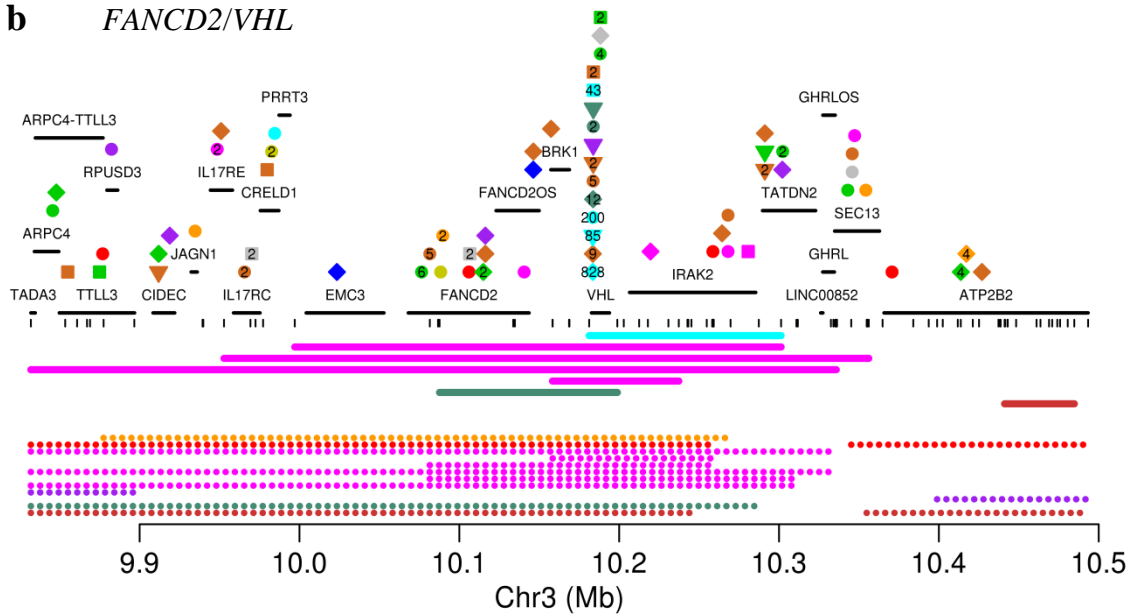 b FANCD2/VHL
2
4
2
43
2
2
5
12
200
85
9
828
PRRT3 GHRLOS
ARPC4-TTLL3
2 2 BRK1 2
RPUSD3 IL17RE 2 TATDN2
CRELD1 FANCD2OS SEC13
ARPC4 2
JAGN1 2 5 2 GHRL 4
2 6 2 IRAK2 4
TADA3 TTLL3 CIDEC IL17RC EMC3 FANCD2 VHL LINC00852 ATP2B2
9.9 10.0 10.1 10.2 10.3 10.4 10.5
Chr3 (Mb)